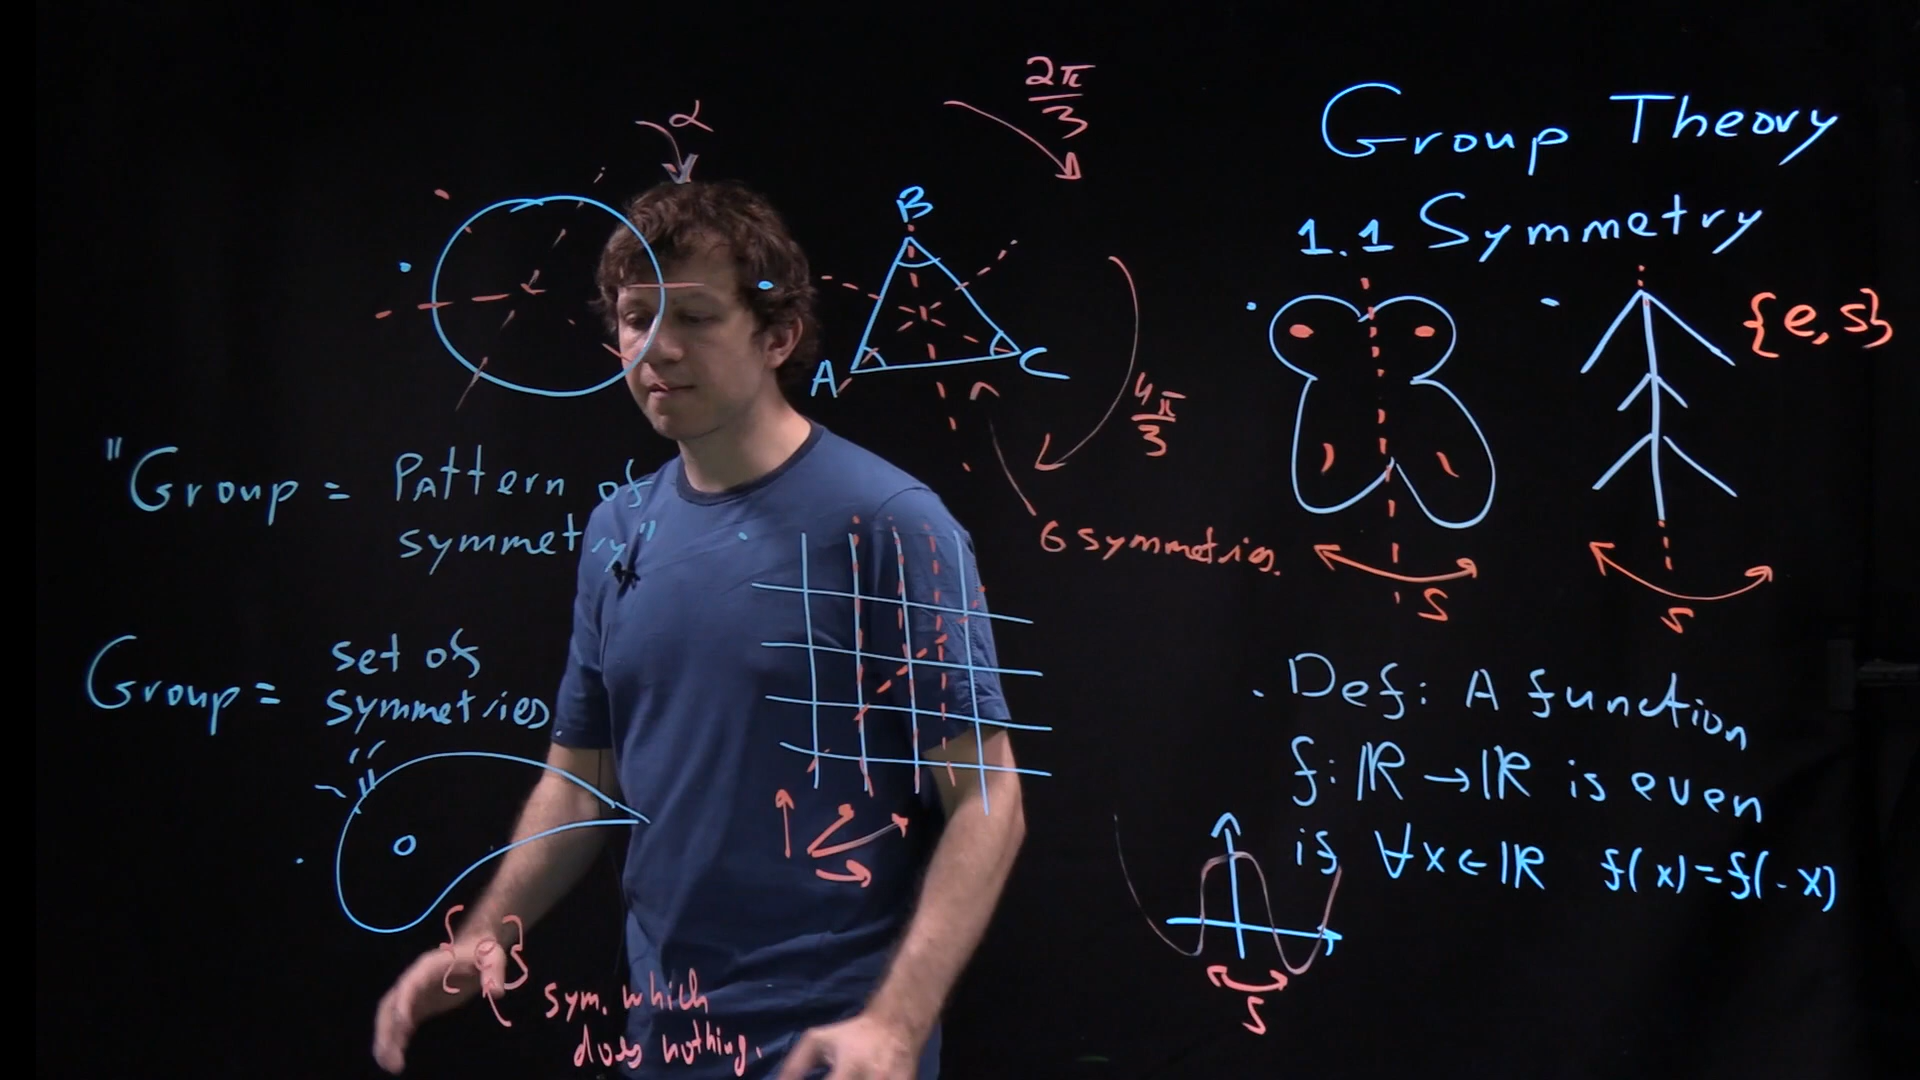 Group Theory
1.1 Symmetry
{e,s}
s
s
Def: A function
f: ℝ → ℝ is even
if ∀x∈ℝ f(x)=f(-x)
s
α
2π/3
4π/3
B
A
C
6 symmetries.
"Group = Pattern of
symmetry"
Group = set of
symmetries
{e}
sym. which
does nothing.